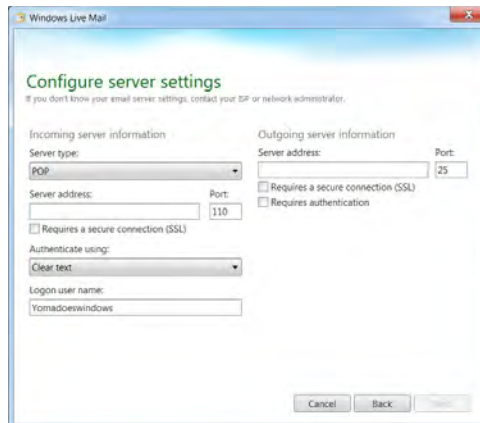 Windows Live Mail
Configure server settings
If you don't know your email server settings, contact your ISP or network administrator.
Incoming server information
Server type:
POP
Server address: Port:
110
Requires a secure connection (SSL)
Authenticate using:
Clear text
Logon user name:
Yomadoeswindows
Outgoing server information
Server address: Port:
25
Requires a secure connection (SSL)
Requires authentication
Cancel Back Next